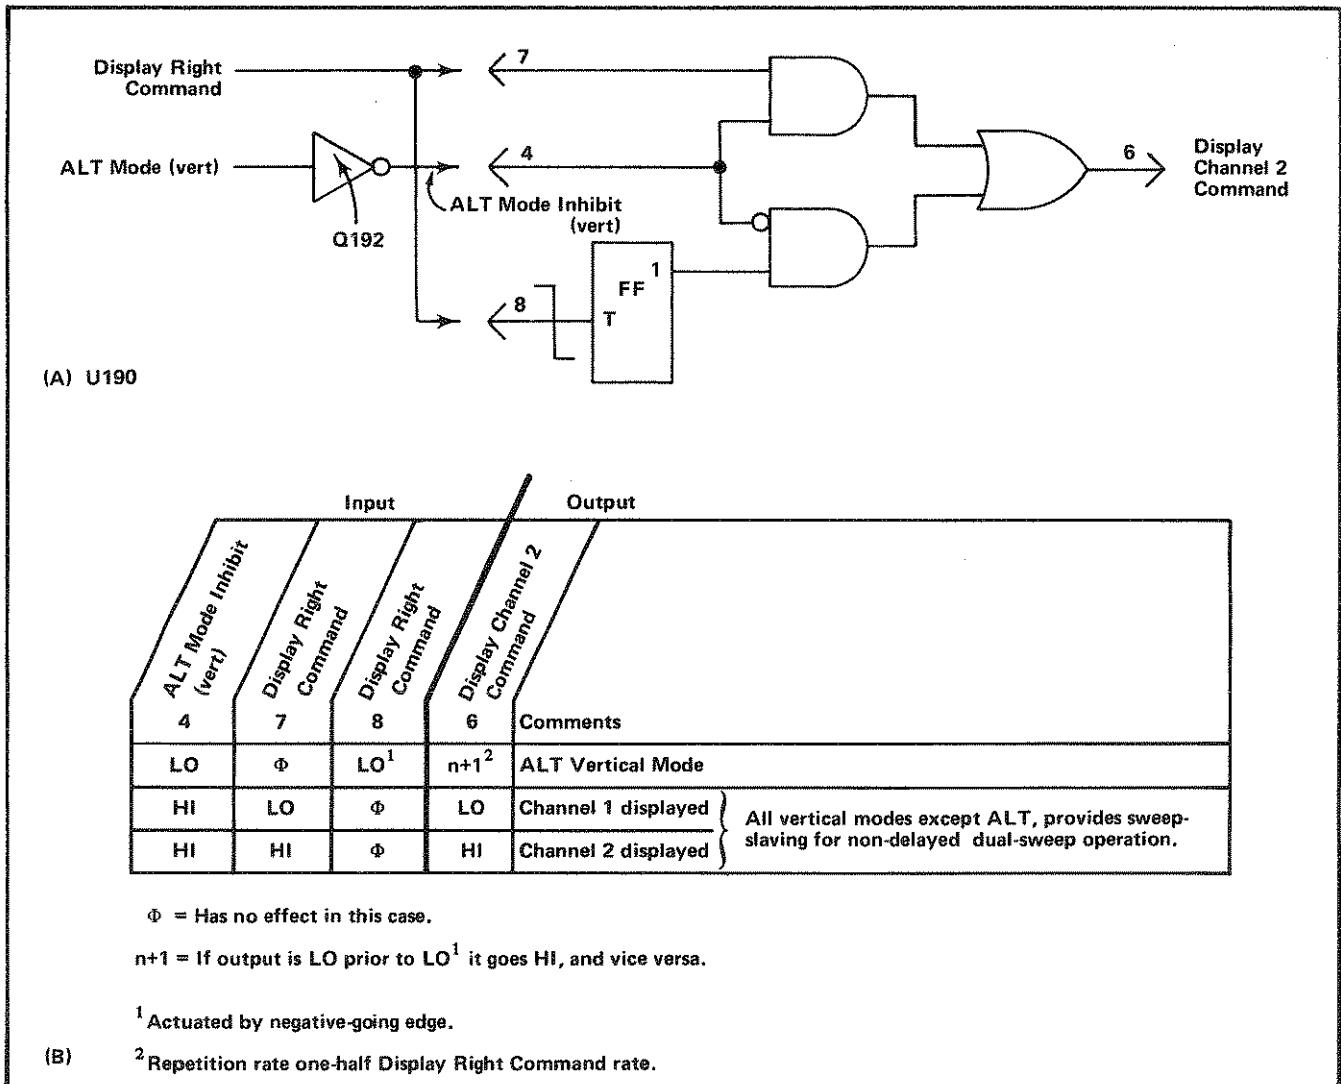 Display Right
Command
7
ALT Mode (vert)
4
6
Display
Channel 2
Command
ALT Mode Inhibit
(vert)
Q192
8
FF
1
T
(A) U190
Input
Output
ALT Mode Inhibit
(vert)
Display Right
Command
Display Right
Command
Display Channel 2
Command
4 7 8 6 Comments
LO Φ LO¹ n+1² ALT Vertical Mode
HI LO Φ LO Channel 1 displayed
HI HI Φ HI Channel 2 displayed
All vertical modes except ALT, provides sweep-
slaving for non-delayed dual-sweep operation.
Φ = Has no effect in this case.
n+1 = If output is LO prior to LO¹ it goes HI, and vice versa.
¹ Actuated by negative-going edge.
(B) ² Repetition rate one-half Display Right Command rate.